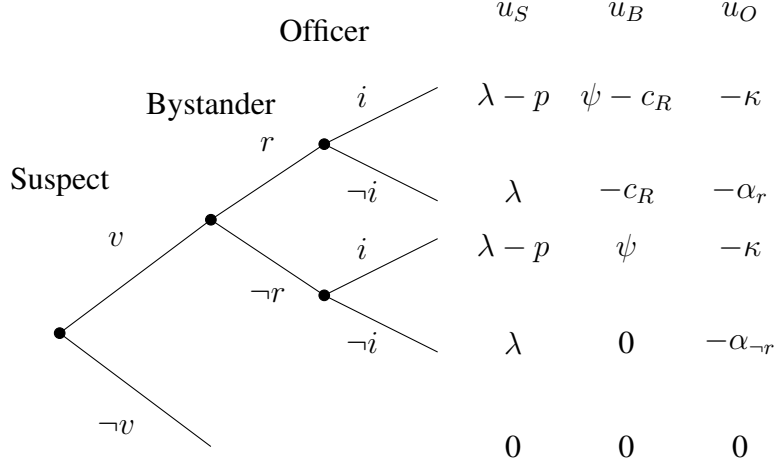 u_S u_B u_O
Officer
i λ − p ψ − c_R −κ
Bystander
r
Suspect ¬i λ −c_R −α_r
v i λ − p ψ −κ
¬r
¬i λ 0 −α_{¬r}
¬v
0 0 0